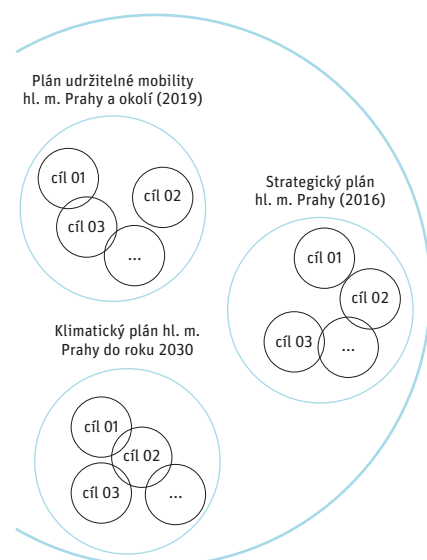 Plán udržitelné mobility
hl. m. Prahy a okolí (2019)
cíl 01
cíl 02
cíl 03
...
Strategický plán
hl. m. Prahy (2016)
cíl 01
cíl 02
cíl 03
...
Klimatický plán hl. m.
Prahy do roku 2030
cíl 01
cíl 02
cíl 03
...